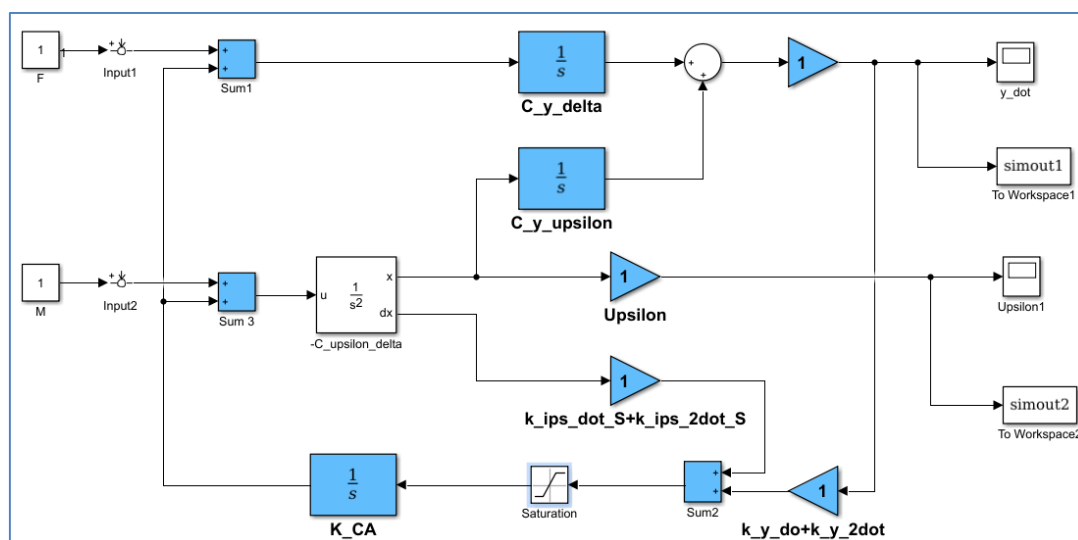 1
F
1
+
Input1
+
+
Sum1
1
s
C_y_delta
+
+
1
y_dot
simout1
To Workspace1
1
s
C_y_upsilon
1
M
+
Input2
+
+
Sum 3
u
1
s2
x
dx
-C_upsilon_delta
1
Upsilon
Upsilon1
1
k_ips_dot_S+k_ips_2dot_S
simout2
To Workspace2
1
s
K_CA
Saturation
+
+
Sum2
1
k_y_do+k_y_2dot